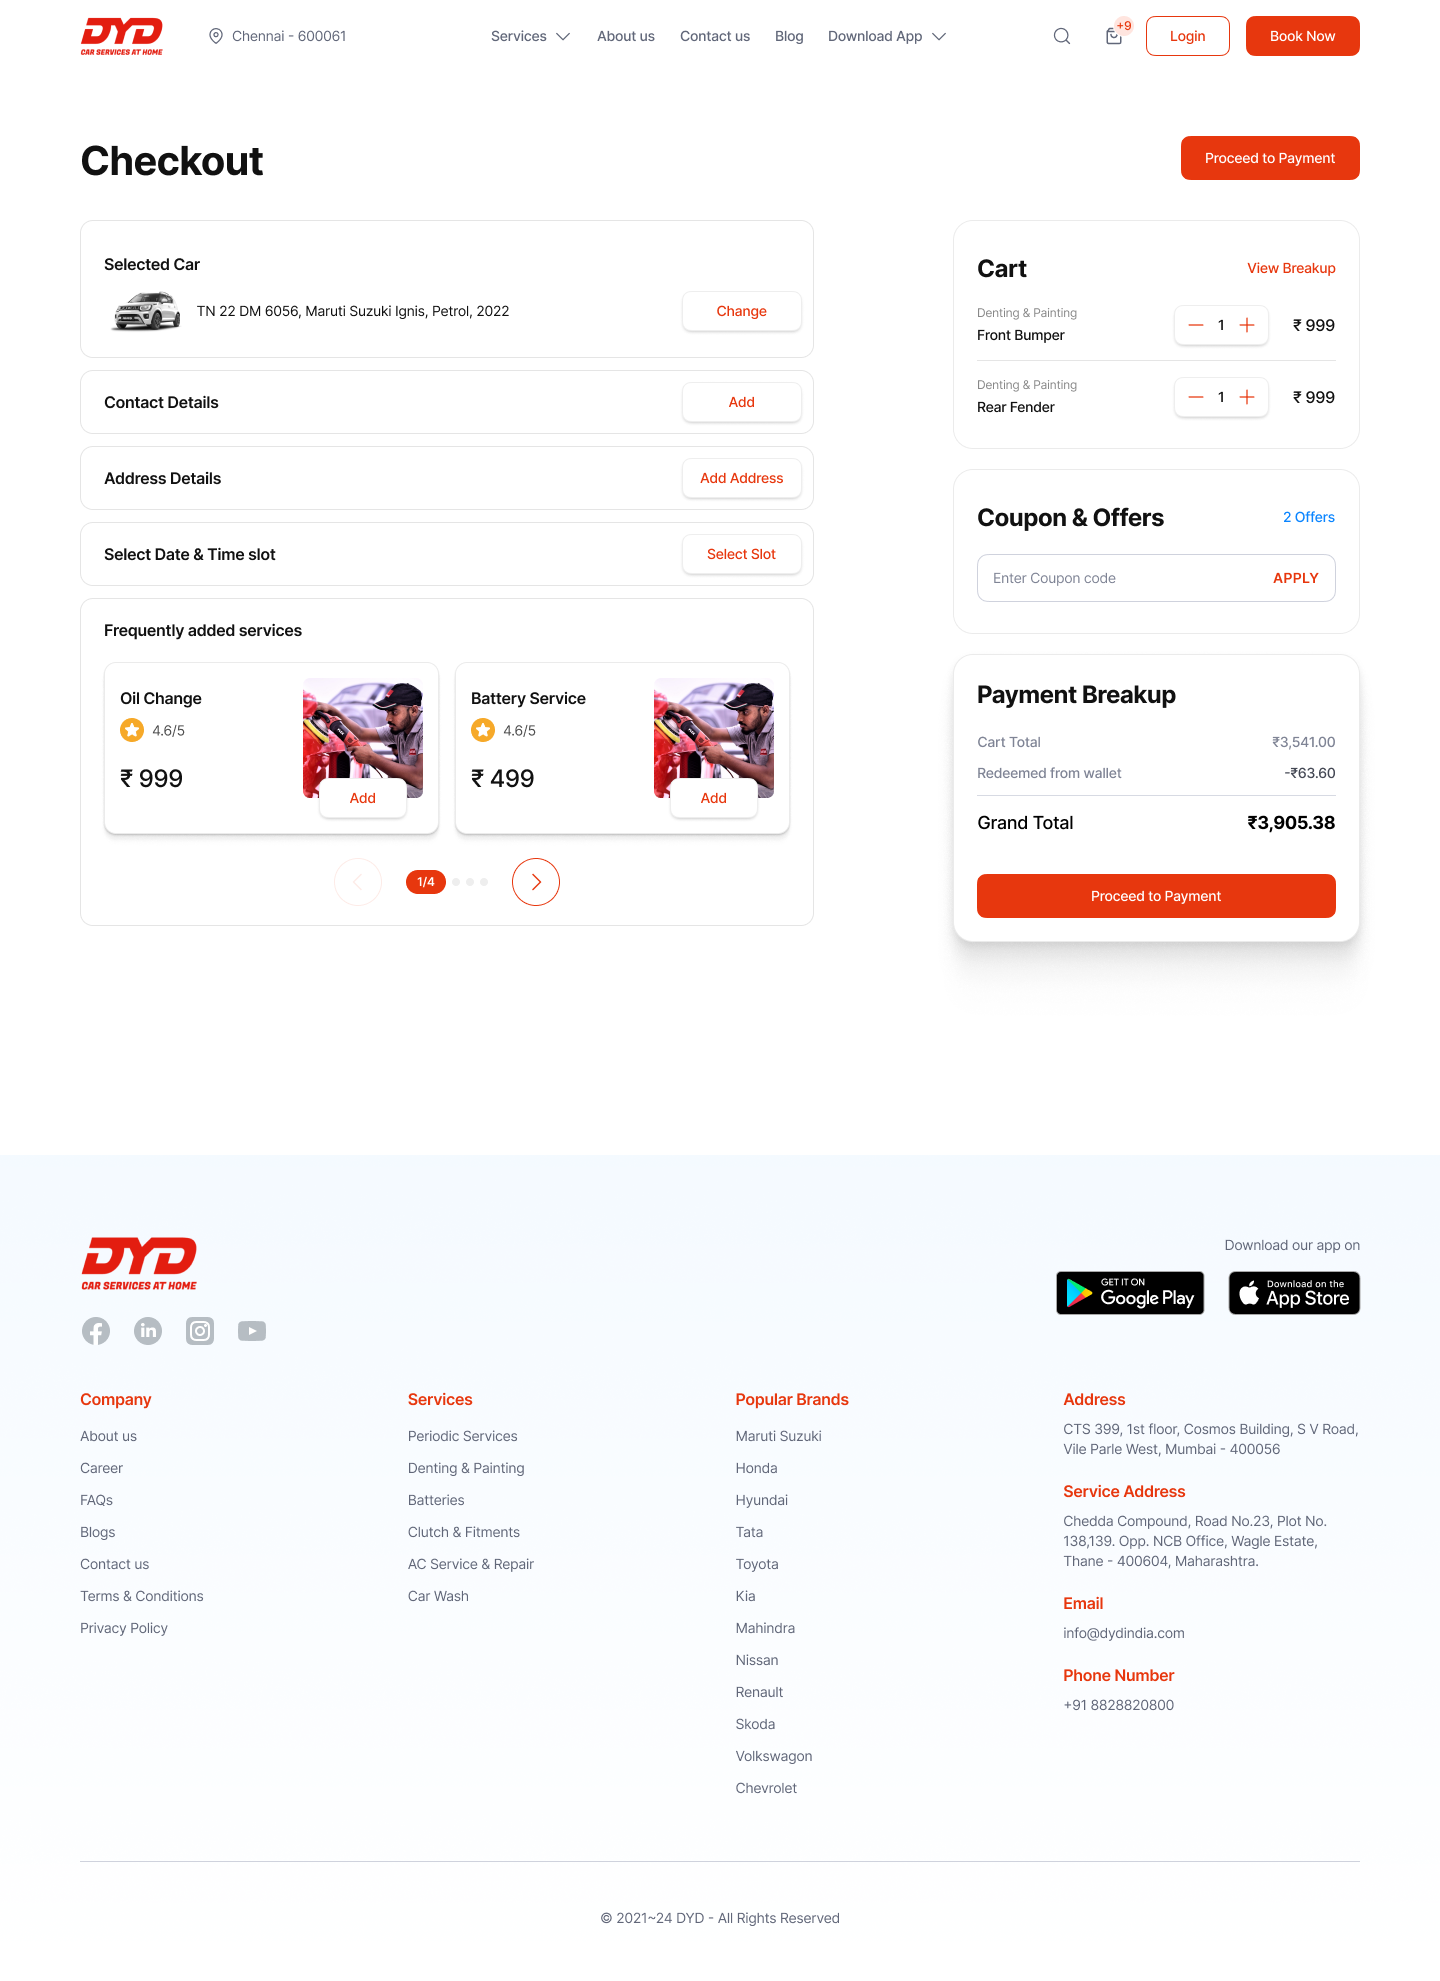 DYD
CAR SERVICES AT HOME
Chennai - 600061
Services
About us
Contact us
Blog
Download App
+9
Login
Book Now
Checkout
Proceed to Payment
Selected Car
TN 22 DM 6056, Maruti Suzuki Ignis, Petrol, 2022
Change
Contact Details
Add
Address Details
Add Address
Select Date & Time slot
Select Slot
Frequently added services
Oil Change
4.6/5
₹ 999
Add
Battery Service
4.6/5
₹ 499
Add
1/4
Cart
View Breakup
Denting & Painting
Front Bumper
1
₹ 999
Denting & Painting
Rear Fender
1
₹ 999
Coupon & Offers
2 Offers
Enter Coupon code
APPLY
Payment Breakup
Cart Total
₹3,541.00
Redeemed from wallet
-₹63.60
Grand Total
₹3,905.38
Proceed to Payment
DYD
CAR SERVICES AT HOME
Download our app on
GET IT ON
Google Play
Download on the
App Store
Company
About us
Career
FAQs
Blogs
Contact us
Terms & Conditions
Privacy Policy
Services
Periodic Services
Denting & Painting
Batteries
Clutch & Fitments
AC Service & Repair
Car Wash
Popular Brands
Maruti Suzuki
Honda
Hyundai
Tata
Toyota
Kia
Mahindra
Nissan
Renault
Skoda
Volkswagon
Chevrolet
Address
CTS 399, 1st floor, Cosmos Building, S V Road,
Vile Parle West, Mumbai - 400056
Service Address
Chedda Compound, Road No.23, Plot No.
138,139. Opp. NCB Office, Wagle Estate,
Thane - 400604, Maharashtra.
Email
info@dydindia.com
Phone Number
+91 8828820800
© 2021~24 DYD - All Rights Reserved